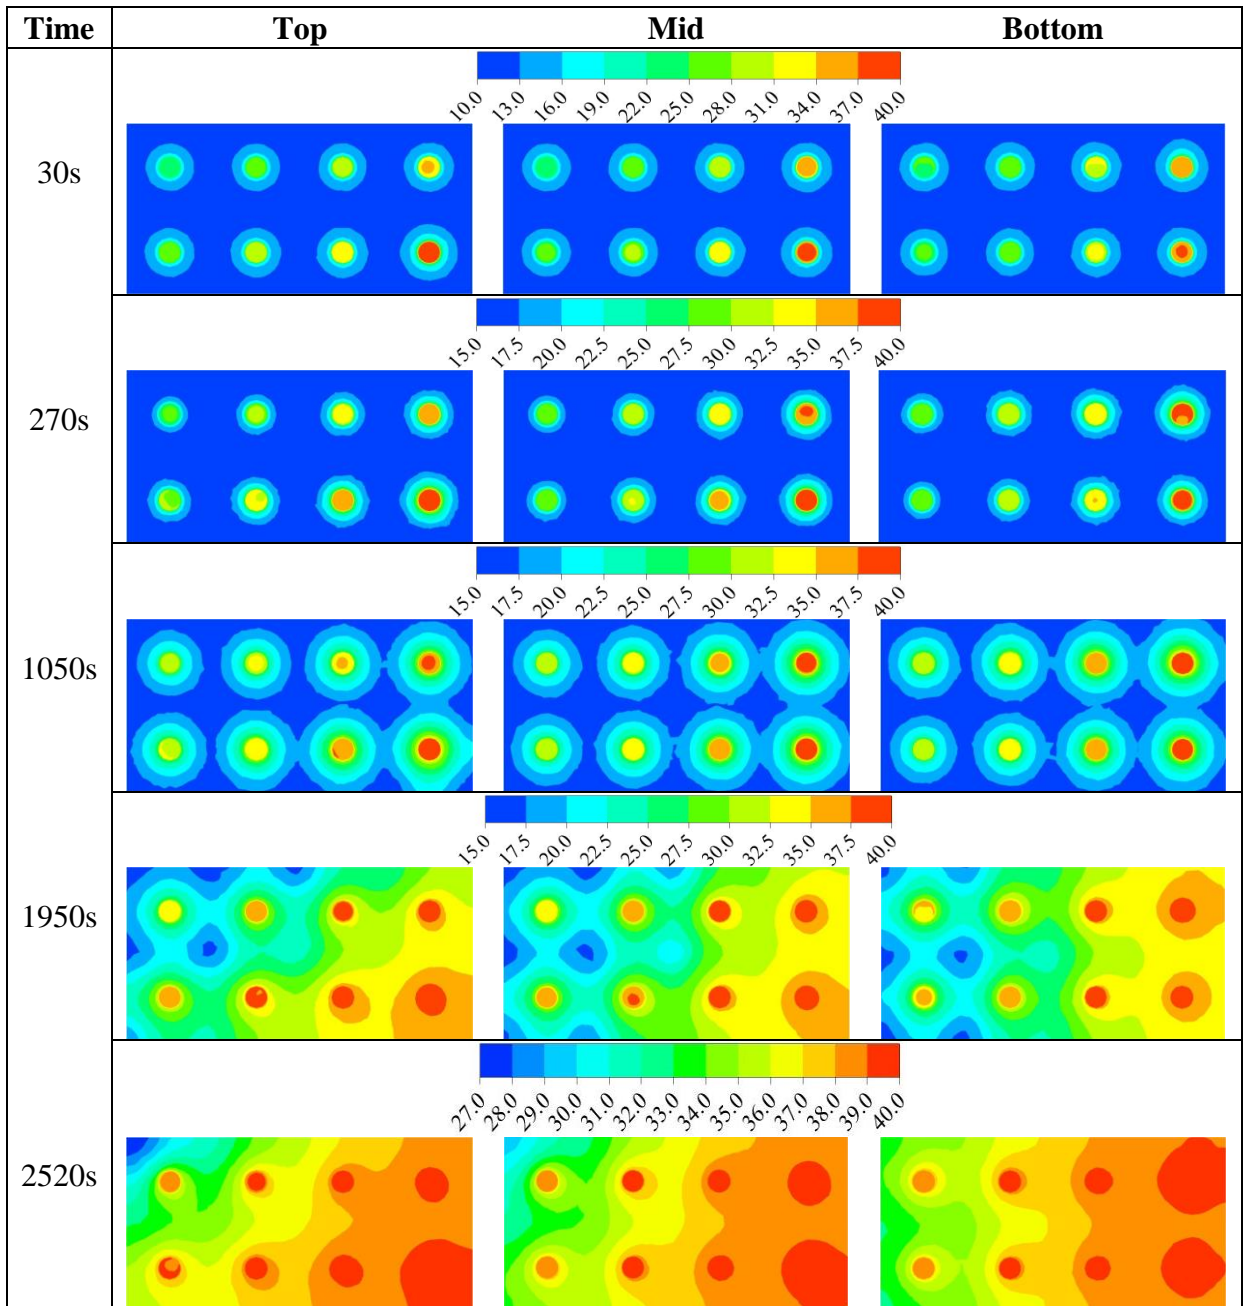 Time Top Mid Bottom
10.0 13.0 16.0 19.0 22.0 25.0 28.0 31.0 34.0 37.0 40.0
30s
15.0 17.5 20.0 22.5 25.0 27.5 30.0 32.5 35.0 37.5 40.0
270s
15.0 17.5 20.0 22.5 25.0 27.5 30.0 32.5 35.0 37.5 40.0
1050s
15.0 17.5 20.0 22.5 25.0 27.5 30.0 32.5 35.0 37.5 40.0
1950s
27.0 28.0 29.0 30.0 31.0 32.0 33.0 34.0 35.0 36.0 37.0 38.0 39.0 40.0
2520s